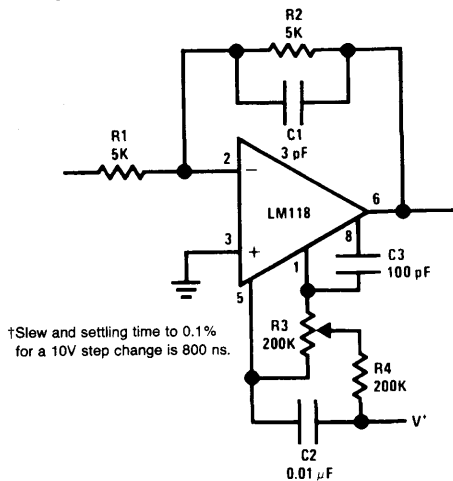 R2
5K
C1
3 pF
R1
5K
2
−
6
LM118
3
+
8
1
5
C3
100 pF
R3
200K
†Slew and settling time to 0.1%
for a 10V step change is 800 ns.
R4
200K
V+
C2
0.01 μF